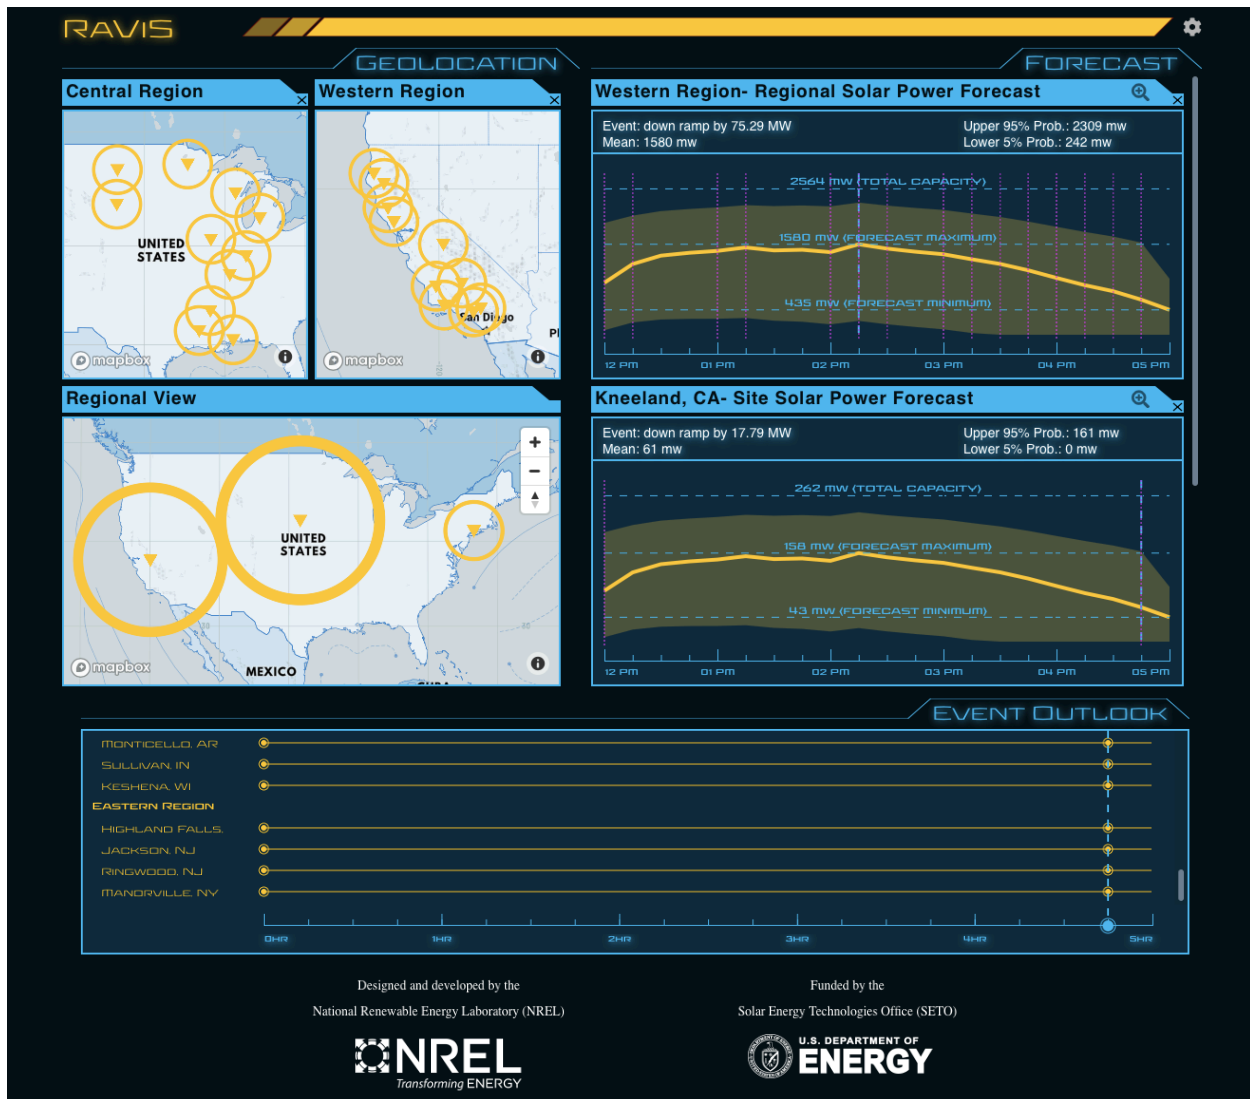 RAVIS
GEOLOCATION
FORECAST
Central Region
Western Region
UNITED
STATES
mapbox
San Diego
mapbox
Western Region- Regional Solar Power Forecast
Event: down ramp by 75.29 MW
Mean: 1580 mw
Upper 95% Prob.: 2309 mw
Lower 5% Prob.: 242 mw
2564 MW (TOTAL CAPACITY)
1580 MW (FORECAST MAXIMUM)
435 MW (FORECAST MINIMUM)
12 PM 01 PM 02 PM 03 PM 04 PM 05 PM
Regional View
UNITED
STATES
MEXICO
mapbox
Kneeland, CA- Site Solar Power Forecast
Event: down ramp by 17.79 MW
Mean: 61 mw
Upper 95% Prob.: 161 mw
Lower 5% Prob.: 0 mw
262 MW (TOTAL CAPACITY)
158 MW (FORECAST MAXIMUM)
43 MW (FORECAST MINIMUM)
12 PM 01 PM 02 PM 03 PM 04 PM 05 PM
EVENT OUTLOOK
MONTICELLO, AR
SULLIVAN, IN
KESHENA, WI
EASTERN REGION
HIGHLAND FALLS,
JACKSON, NJ
RINGWOOD, NJ
MANORVILLE, NY
0HR 1HR 2HR 3HR 4HR 5HR
Designed and developed by the
National Renewable Energy Laboratory (NREL)
NREL
Transforming ENERGY
Funded by the
Solar Energy Technologies Office (SETO)
U.S. DEPARTMENT OF
ENERGY